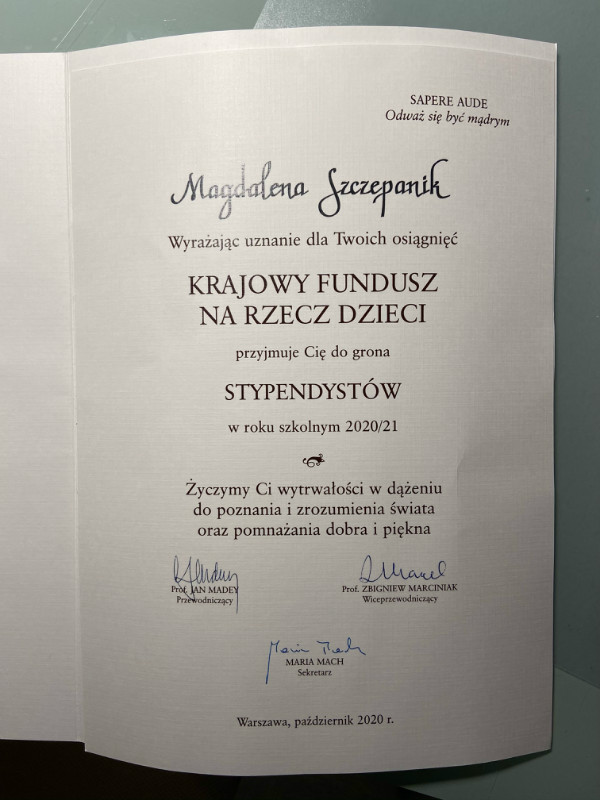 SAPERE AUDE
Odważ się być mądrym
Magdalena Szczepanik
Wyrażając uznanie dla Twoich osiągnięć
KRAJOWY FUNDUSZ
NA RZECZ DZIECI
przyjmuje Cię do grona
STYPENDYSTÓW
w roku szkolnym 2020/21
Życzymy Ci wytrwałości w dążeniu
do poznania i zrozumienia świata
oraz pomnażania dobra i piękna
Prof. JAN MADEY
Przewodniczący
Prof. ZBIGNIEW MARCINIAK
Wiceprzewodniczący
Maria Mach
MARIA MACH
Sekretarz
Warszawa, październik 2020 r.